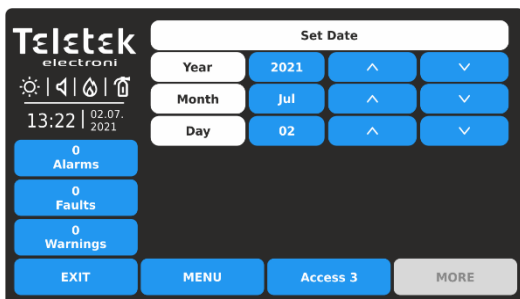 Teletek
electroni
13:22 02.07.
2021
0
Alarms
0
Faults
0
Warnings
Set Date
Year 2021
Month Jul
Day 02
EXIT MENU Access 3 MORE